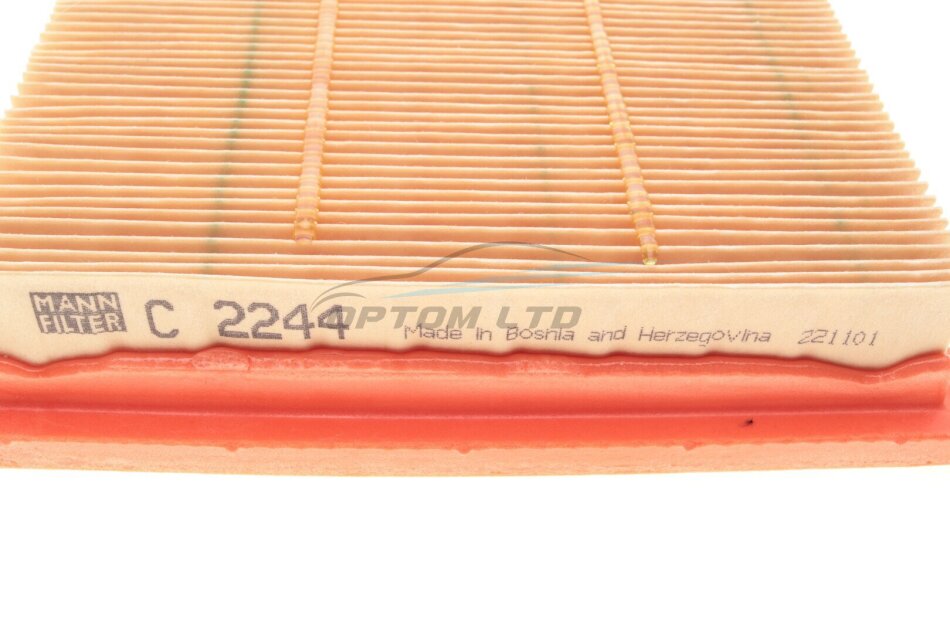 MANN
FILTER
C 2244
Made in Bosnia and Herzegovina 221101
OPTOM LTD